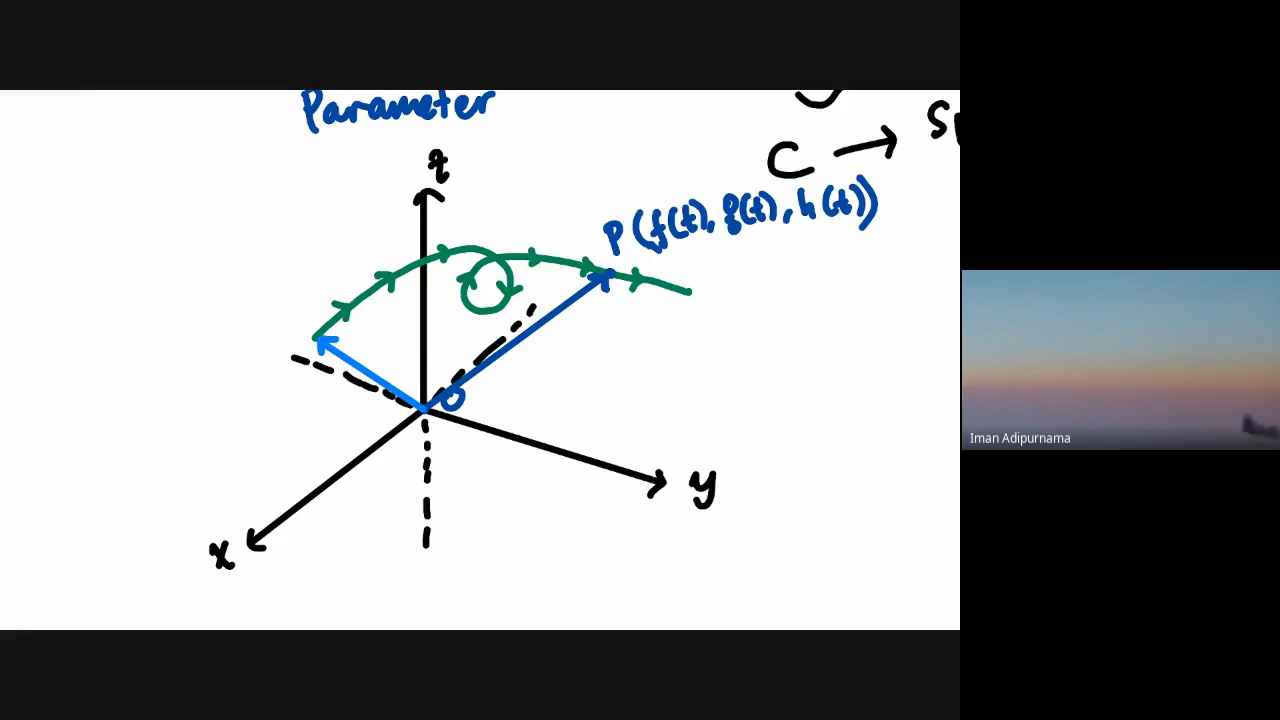 Parameter
C → 
z
P(f(t), g(t), h(t))
O
y
x
Iman Adipurnama